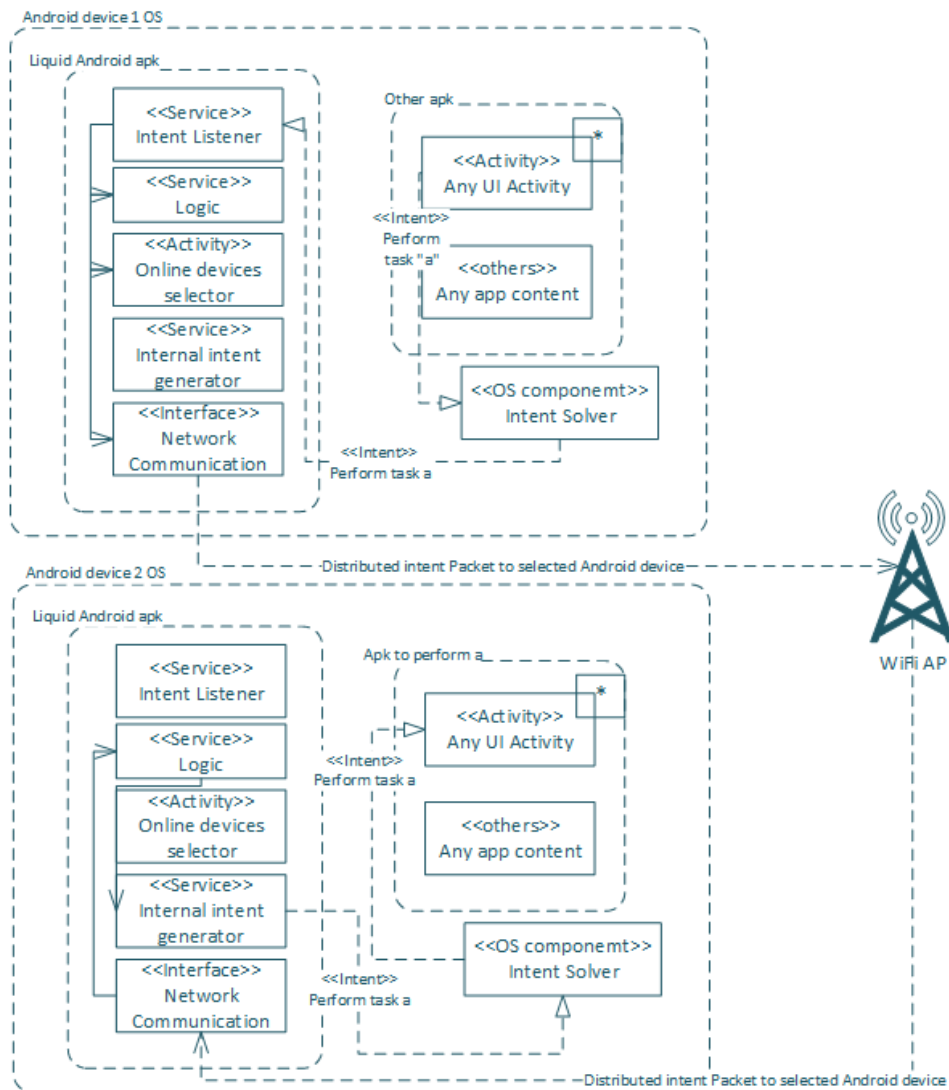 Android device 1 OS
Liquid Android apk
<<Service>>
Intent Listener
<<Service>>
Logic
<<Activity>>
Online devices
selector
<<Service>>
Internal intent
generator
<<Interface>>
Network
Communication
Other apk
*
<<Activity>>
Any UI Activity
<<Intent>>
Perform
task "a"
<<others>>
Any app content
<<OS componemt>>
Intent Solver
<<Intent>>
Perform task a
Distributed intent Packet to selected Android device
WiFi AP
Android device 2 OS
Liquid Android apk
<<Service>>
Intent Listener
<<Service>>
Logic
<<Activity>>
Online devices
selector
<<Service>>
Internal intent
generator
<<Interface>>
Network
Communication
Apk to perform a
*
<<Activity>>
Any UI Activity
<<Intent>>
Perform task a
<<others>>
Any app content
<<OS componemt>>
Intent Solver
<<Intent>>
Perform task a
Distributed intent Packet to selected Android device